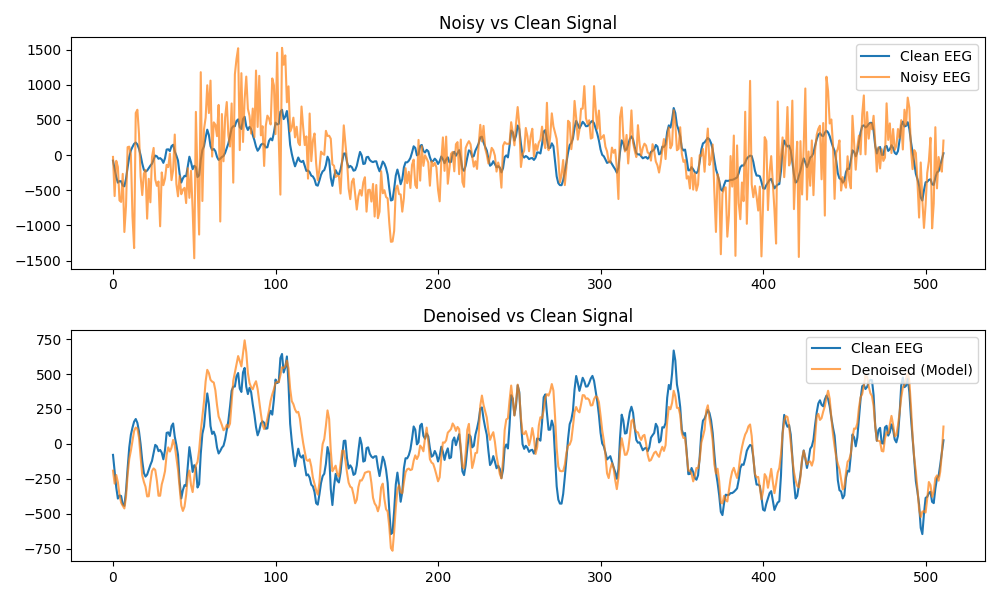 Noisy vs Clean Signal
1500
1000
500
0
−500
−1000
−1500
Clean EEG
Noisy EEG
0 100 200 300 400 500
Denoised vs Clean Signal
750
500
250
0
−250
−500
−750
Clean EEG
Denoised (Model)
0 100 200 300 400 500